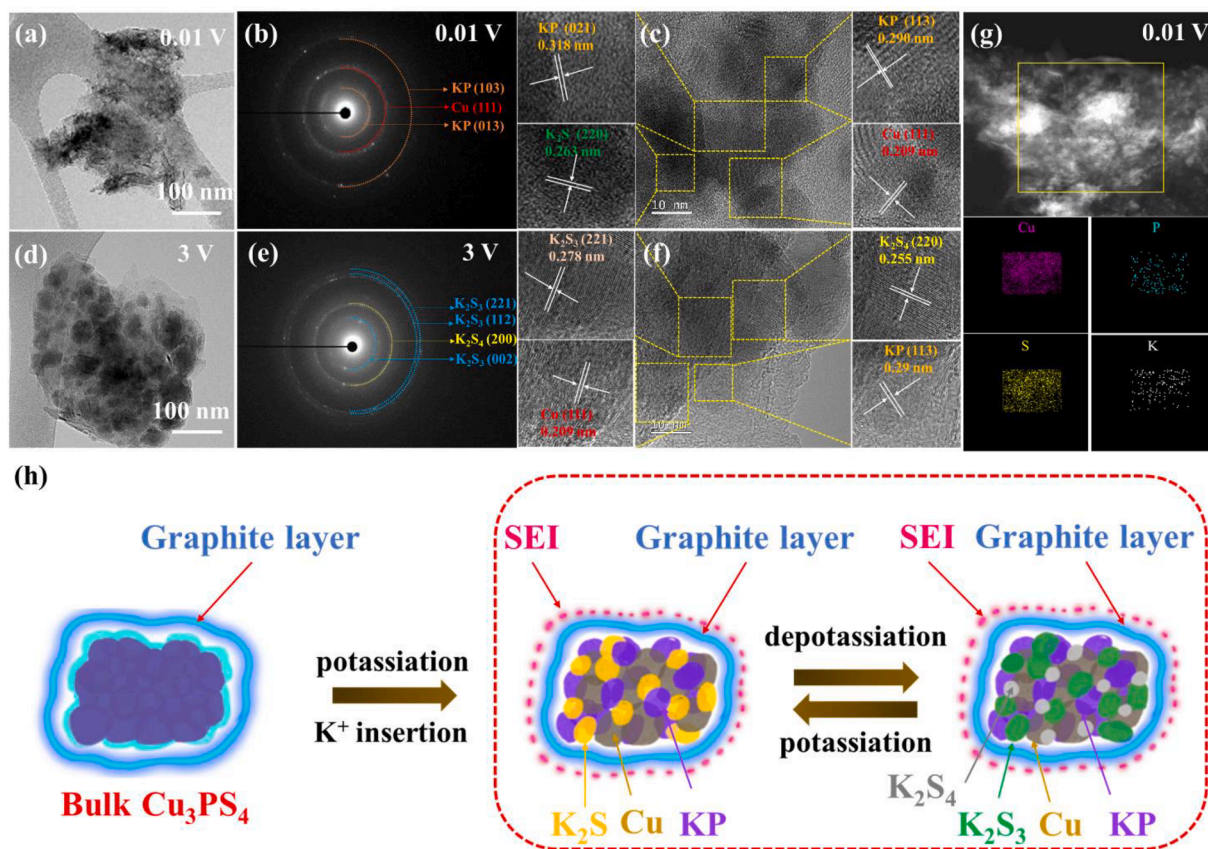 (a)
0.01 V
100 nm
(b)
0.01 V
KP (103)
Cu (111)
KP (013)
KP (021)
0.318 nm
K₂S (220)
0.263 nm
(c)
10 nm
KP (113)
0.290 nm
Cu (111)
0.209 nm
(g)
0.01 V
Cu
P
S
K
(d)
3 V
100 nm
(e)
3 V
K₂S₃ (221)
K₂S₃ (112)
K₂S₄ (200)
K₂S₃ (002)
K₂S₃ (221)
0.278 nm
Cu (111)
0.209 nm
(f)
10 nm
K₂S₄ (220)
0.255 nm
KP (113)
0.29 nm
(h)
Graphite layer
Bulk Cu₃PS₄
potassiation
K⁺ insertion
SEI
Graphite layer
K₂S
Cu
KP
depotassiation
potassiation
SEI
Graphite layer
K₂S₄
K₂S₃
Cu
KP